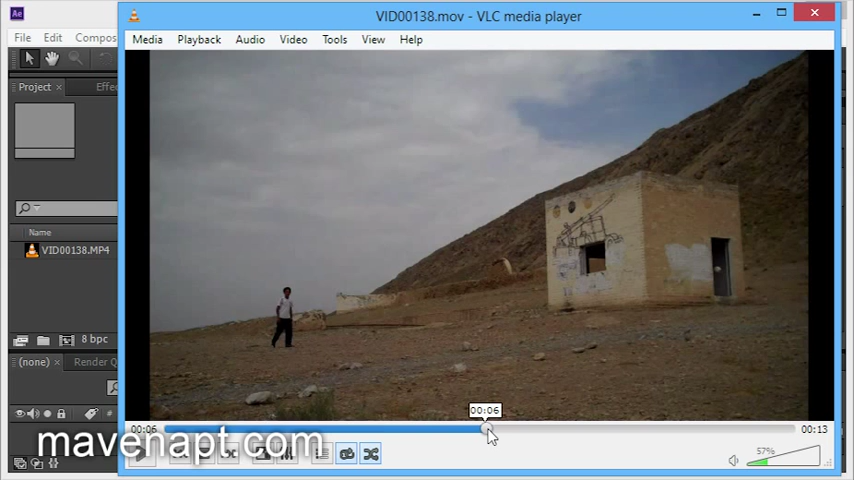 VID00138.mov - VLC media player
File Edit Compos
Media Playback Audio Video Tools View Help
Project × Effe
Name
VID00138.MP4
8 bpc
(none) × Render Q
#
00:06
00:06 00:13
mavenapt.com
57%